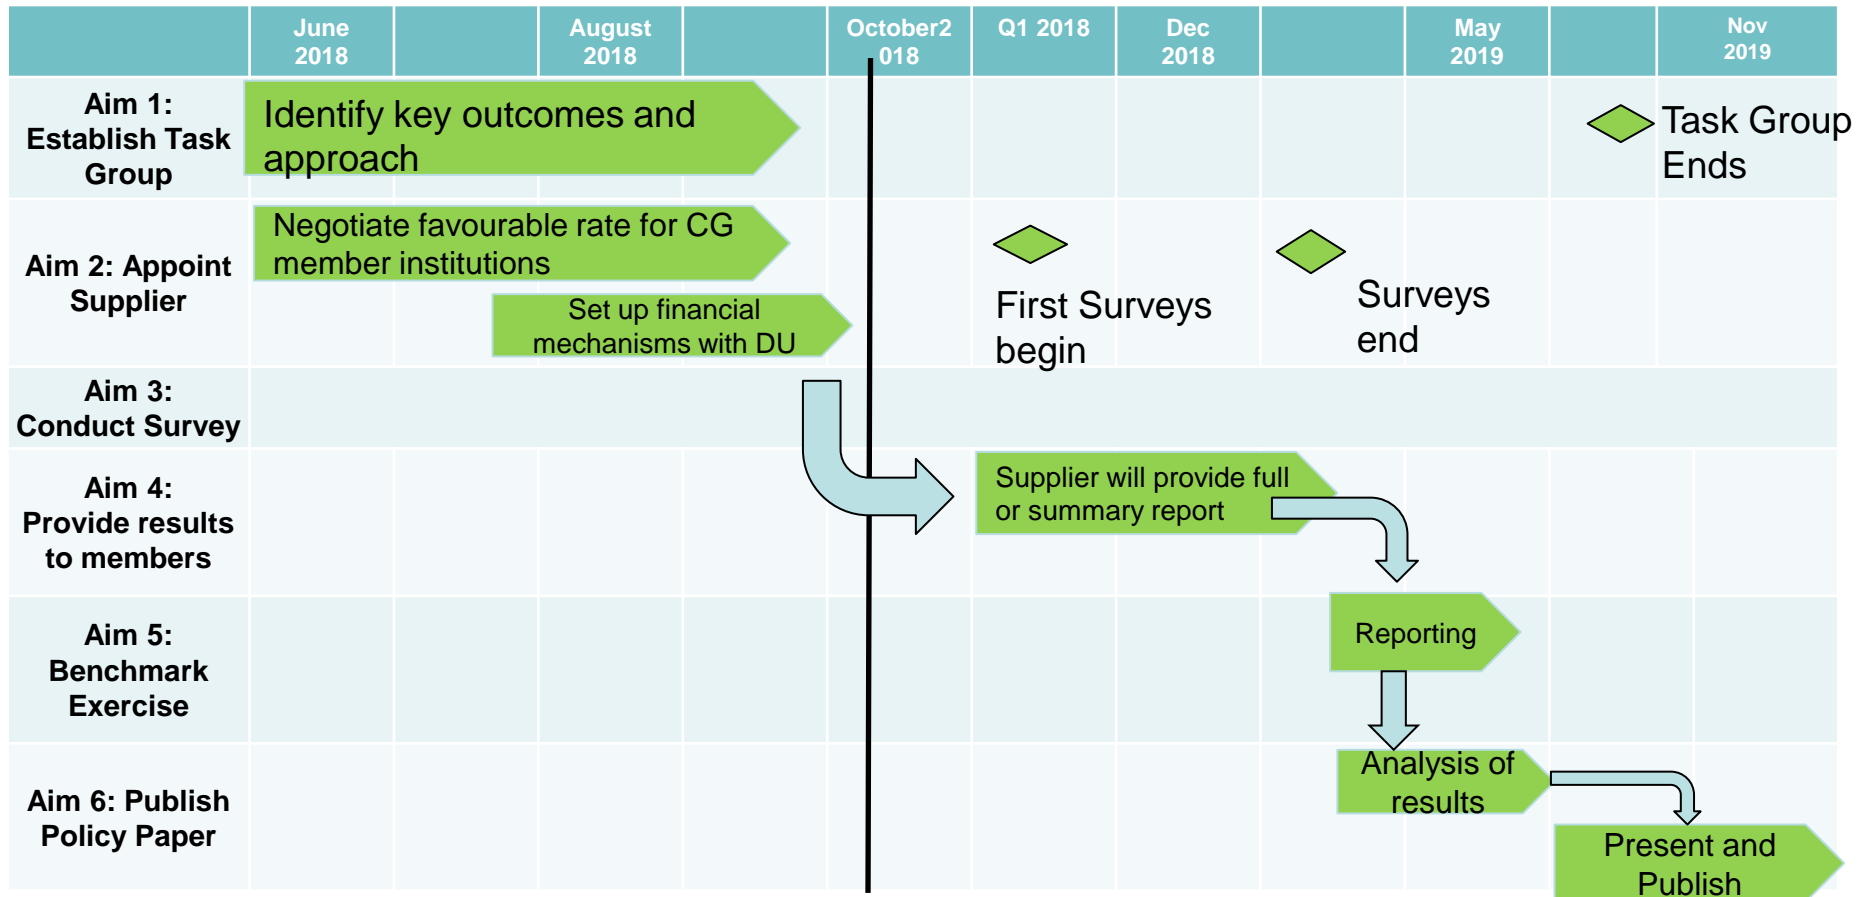 June
2018
August
2018
October2
018
Q1 2018
Dec
2018
May
2019
Nov
2019
Aim 1:
Establish Task
Group
Identify key outcomes and
approach
Task Group
Ends
Aim 2: Appoint
Supplier
Negotiate favourable rate for CG
member institutions
Set up financial
mechanisms with DU
First Surveys
begin
Surveys
end
Aim 3:
Conduct Survey
Aim 4:
Provide results
to members
Supplier will provide full
or summary report
Aim 5:
Benchmark
Exercise
Reporting
Aim 6: Publish
Policy Paper
Analysis of
results
Present and
Publish